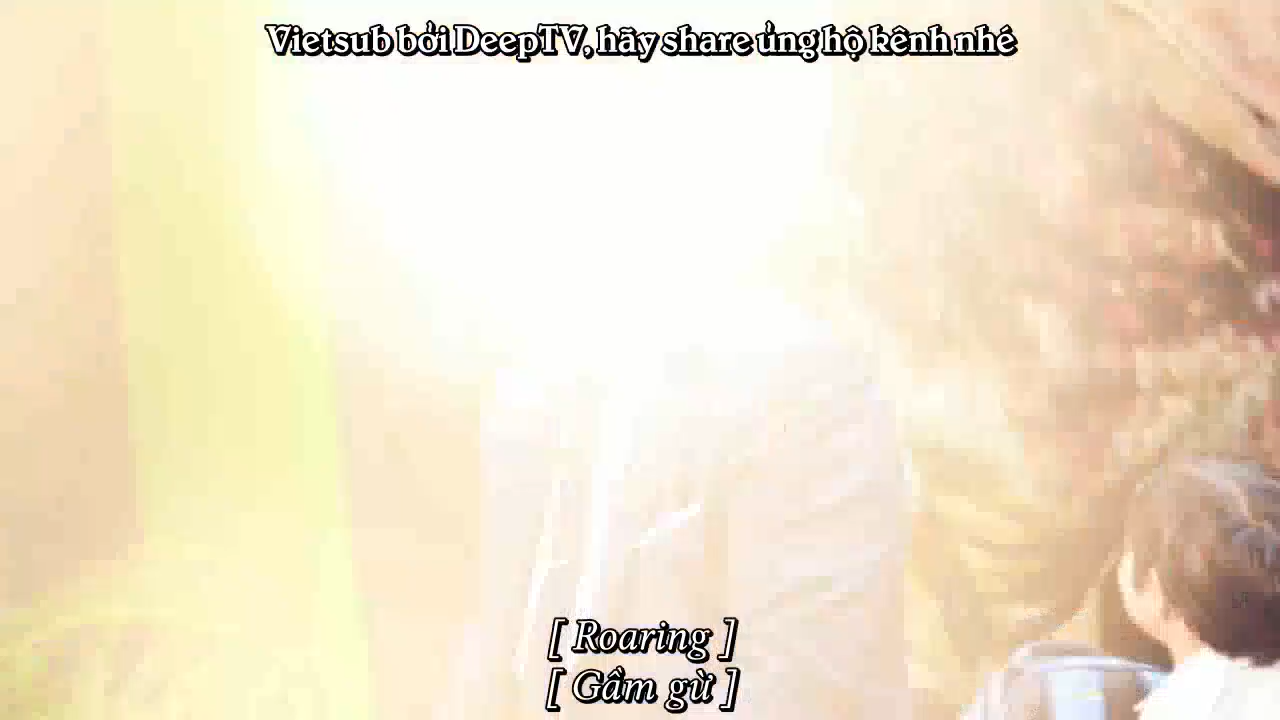 Vietsub bởi DeepTV, hãy share ủng hộ kênh nhé
[ Roaring ]
[ Gầm gừ ]